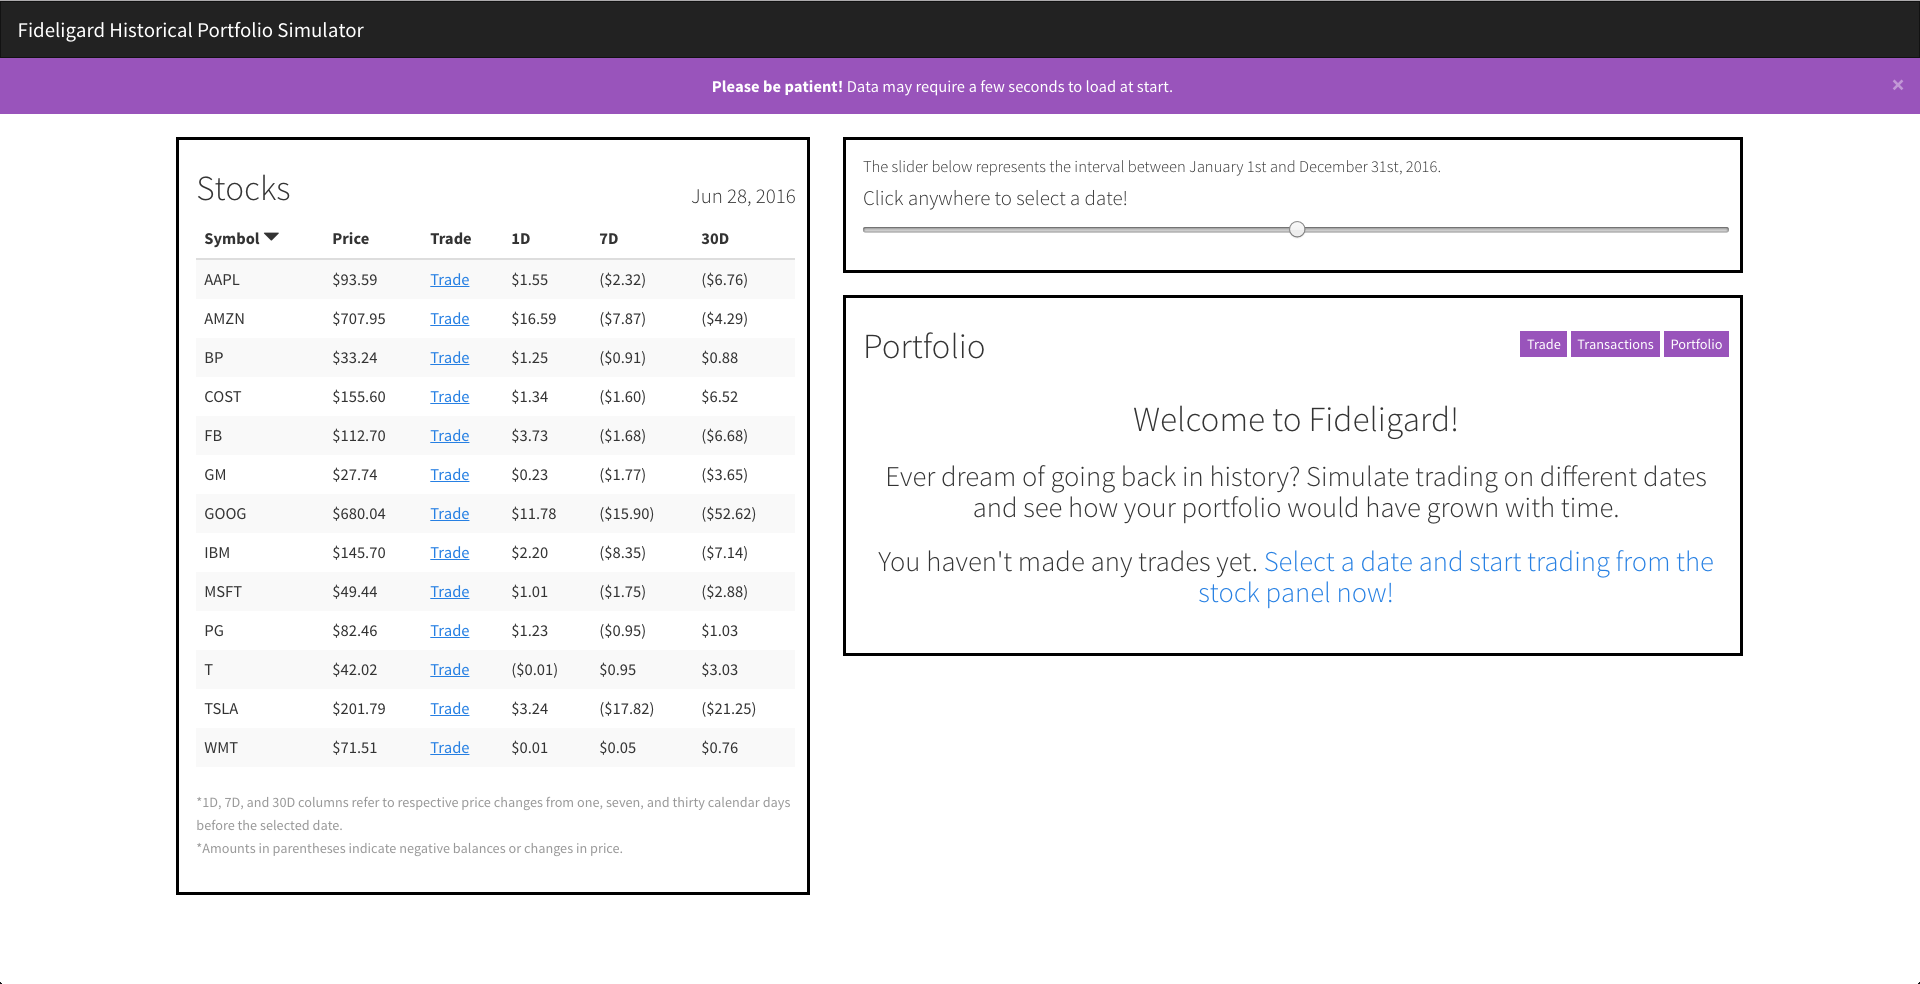 Fideligard Historical Portfolio Simulator
Please be patient! Data may require a few seconds to load at start. ×
Stocks
Jun 28, 2016
Symbol Price Trade 1D 7D 30D
AAPL $93.59 Trade $1.55 ($2.32) ($6.76)
AMZN $707.95 Trade $16.59 ($7.87) ($4.29)
BP $33.24 Trade $1.25 ($0.91) $0.88
COST $155.60 Trade $1.34 ($1.60) $6.52
FB $112.70 Trade $3.73 ($1.68) ($6.68)
GM $27.74 Trade $0.23 ($1.77) ($3.65)
GOOG $680.04 Trade $11.78 ($15.90) ($52.62)
IBM $145.70 Trade $2.20 ($8.35) ($7.14)
MSFT $49.44 Trade $1.01 ($1.75) ($2.88)
PG $82.46 Trade $1.23 ($0.95) $1.03
T $42.02 Trade ($0.01) $0.95 $3.03
TSLA $201.79 Trade $3.24 ($17.82) ($21.25)
WMT $71.51 Trade $0.01 $0.05 $0.76
*1D, 7D, and 30D columns refer to respective price changes from one, seven, and thirty calendar days
before the selected date.
*Amounts in parentheses indicate negative balances or changes in price.
The slider below represents the interval between January 1st and December 31st, 2016.
Click anywhere to select a date!
Portfolio
Trade Transactions Portfolio
Welcome to Fideligard!
Ever dream of going back in history? Simulate trading on different dates
and see how your portfolio would have grown with time.
You haven't made any trades yet. Select a date and start trading from the
stock panel now!